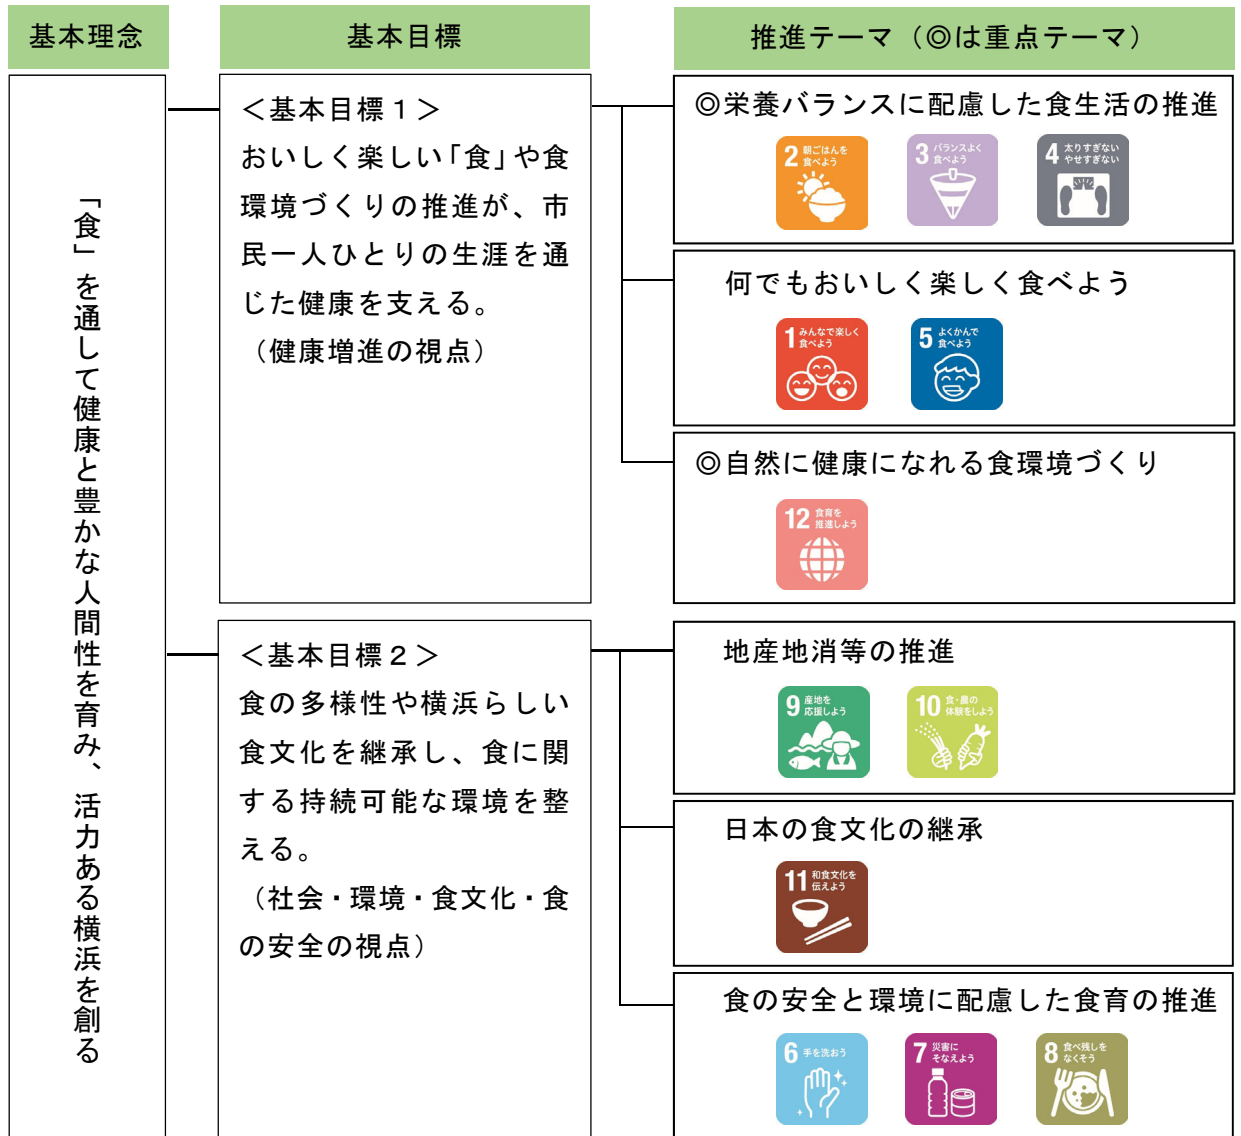 基本理念
基本目標
推進テーマ（◎は重点テーマ）
「食」を通して健康と豊かな人間性を育み、活力ある横浜を創る
＜基本目標１＞
おいしく楽しい「食」や食
環境づくりの推進が、市
民一人ひとりの生涯を通
じた健康を支える。
（健康増進の視点）
◎栄養バランスに配慮した食生活の推進
2 朝ごはんを
食べよう
3 バランスよく
食べよう
4 太りすぎない
やせすぎない
何でもおいしく楽しく食べよう
1 みんなで楽しく
食べよう
5 よくかんで
食べよう
◎自然に健康になれる食環境づくり
12 食育を
推進しよう
＜基本目標２＞
食の多様性や横浜らしい
食文化を継承し、食に関
する持続可能な環境を整
える。
（社会・環境・食文化・食
の安全の視点）
地産地消等の推進
9 産地を
応援しよう
10 食・農の
体験をしよう
日本の食文化の継承
11 和食文化を
伝えよう
食の安全と環境に配慮した食育の推進
6 手を洗おう
7 災害に
そなえよう
8 食べ残しを
なくそう